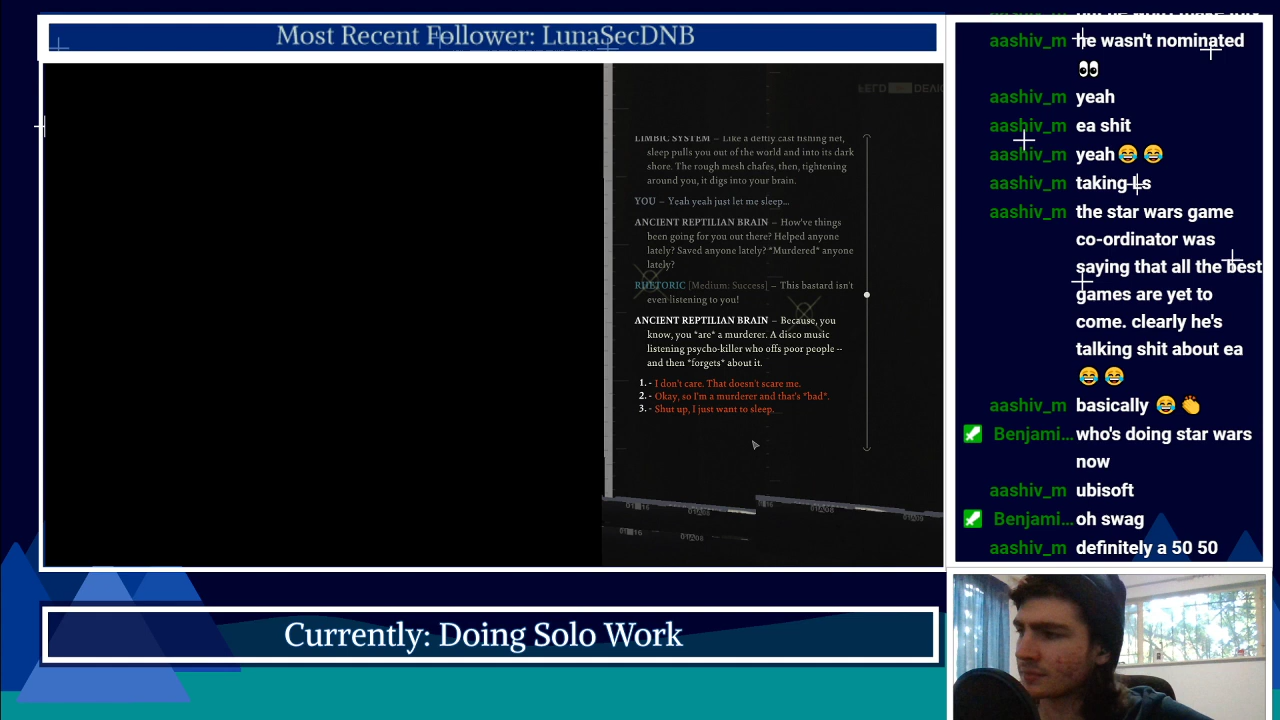 Most Recent Follower: LunaSecDNB
LIMBIC SYSTEM – Like a deftly cast fishing net,
sleep pulls you out of the world and into its dark
shore. The rough mesh chafes, then, tightening
around you, it digs into your brain.
YOU – Yeah yeah just let me sleep...
ANCIENT REPTILIAN BRAIN – How've things
been going for you out there? Helped anyone
lately? Saved anyone lately? *Murdered* anyone
lately?
RHETORIC [Medium: Success] – This bastard isn't
even listening to you!
ANCIENT REPTILIAN BRAIN – Because, you
know, you *are* a murderer. A disco music
listening psycho-killer who offs poor people --
and then *forgets* about it.
1. - I don't care. That doesn't scare me.
2. - Okay, so I'm a murderer and that's *bad*.
3. - Shut up, I just want to sleep.
Currently: Doing Solo Work
aashiv_m he wasn't nominated
👀
aashiv_m yeah
aashiv_m ea shit
aashiv_m yeah😂 😂
aashiv_m taking Ls
aashiv_m the star wars game
co-ordinator was
saying that all the best
games are yet to
come. clearly he's
talking shit about ea
😂 😂
aashiv_m basically 😂 👏
Benjami... who's doing star wars
now
aashiv_m ubisoft
Benjami... oh swag
aashiv_m definitely a 50 50